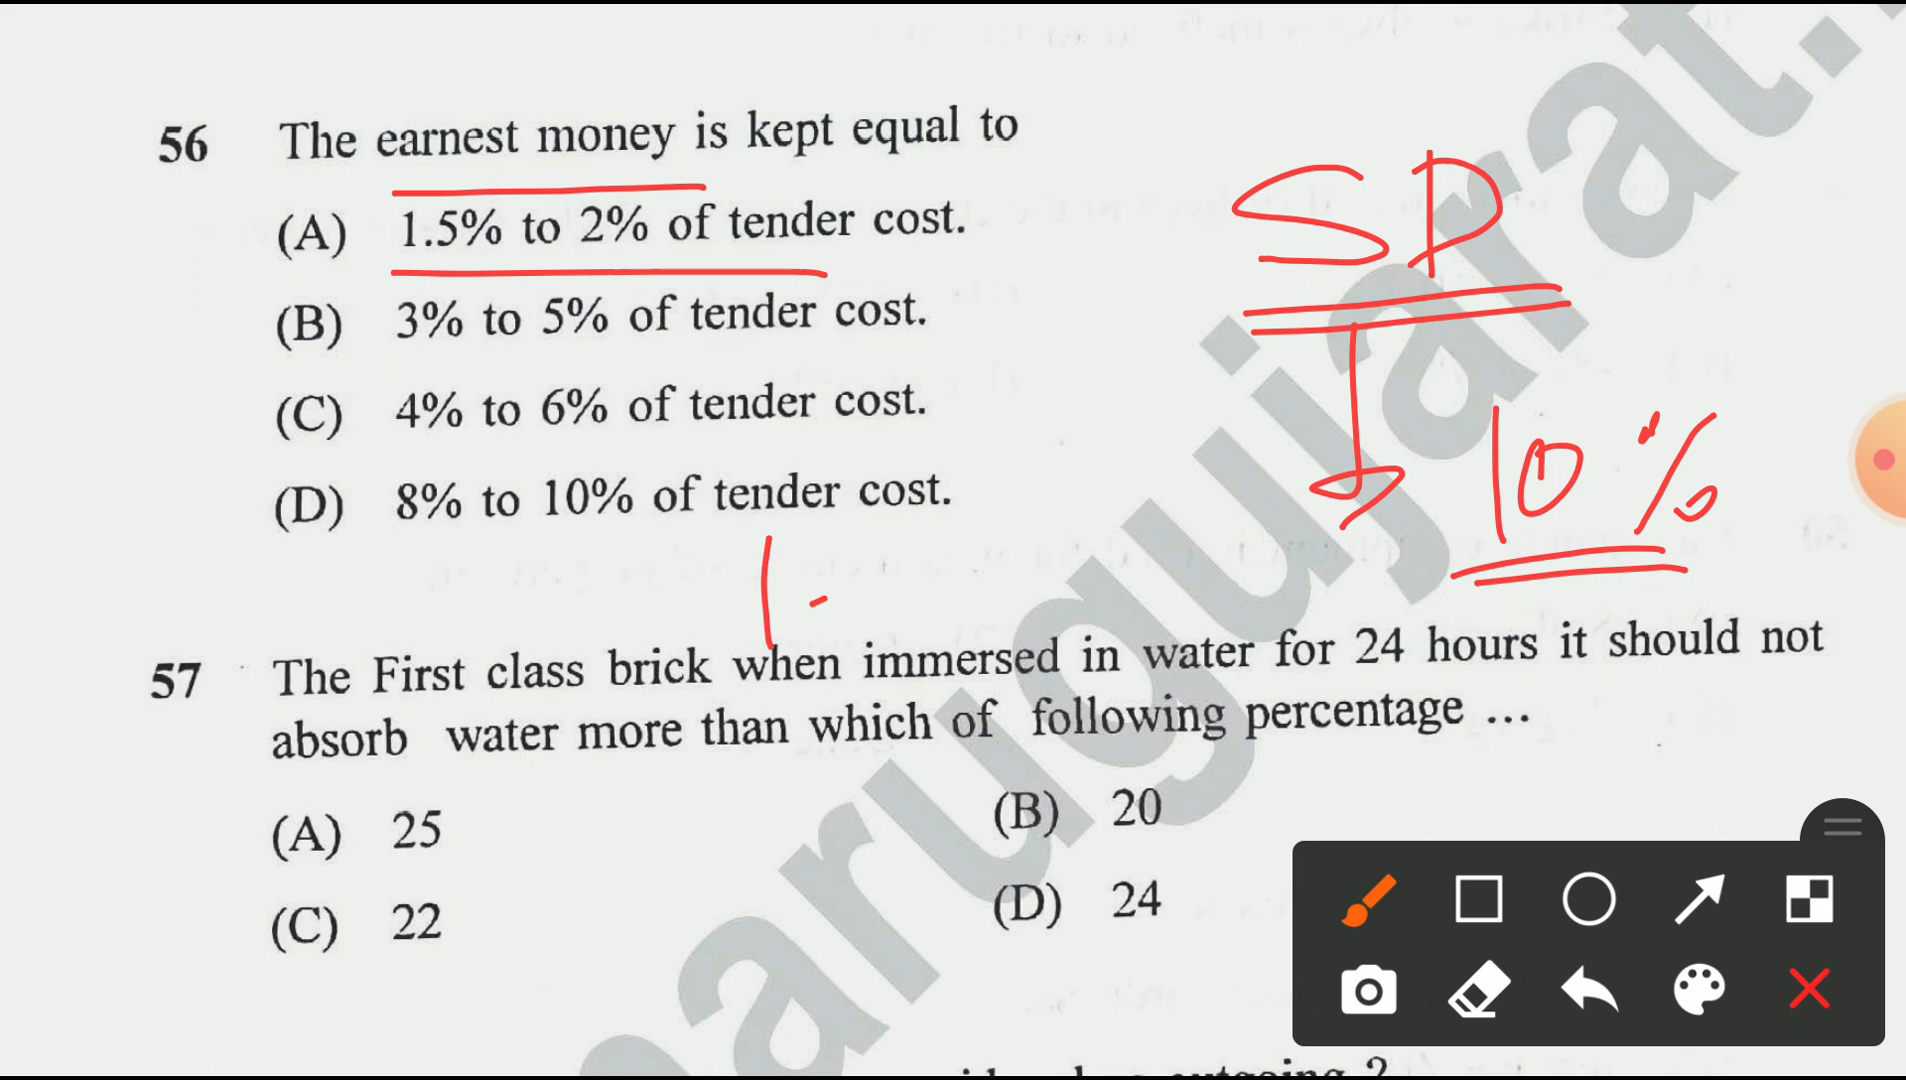 56 The earnest money is kept equal to
(A) 1.5% to 2% of tender cost.
(B) 3% to 5% of tender cost.
(C) 4% to 6% of tender cost.
(D) 8% to 10% of tender cost.
SD
10%
1.
57 The First class brick when immersed in water for 24 hours it should not
absorb water more than which of following percentage ...
(A) 25 (B) 20
(C) 22 (D) 24
marugujarat.
outgoing ?